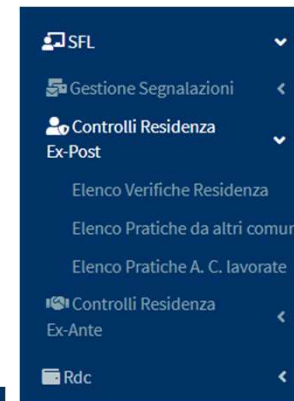 SFL
Gestione Segnalazioni
Controlli Residenza
Ex-Post
Elenco Verifiche Residenza
Elenco Pratiche da altri comun
Elenco Pratiche A. C. lavorate
Controlli Residenza
Ex-Ante
Rdc